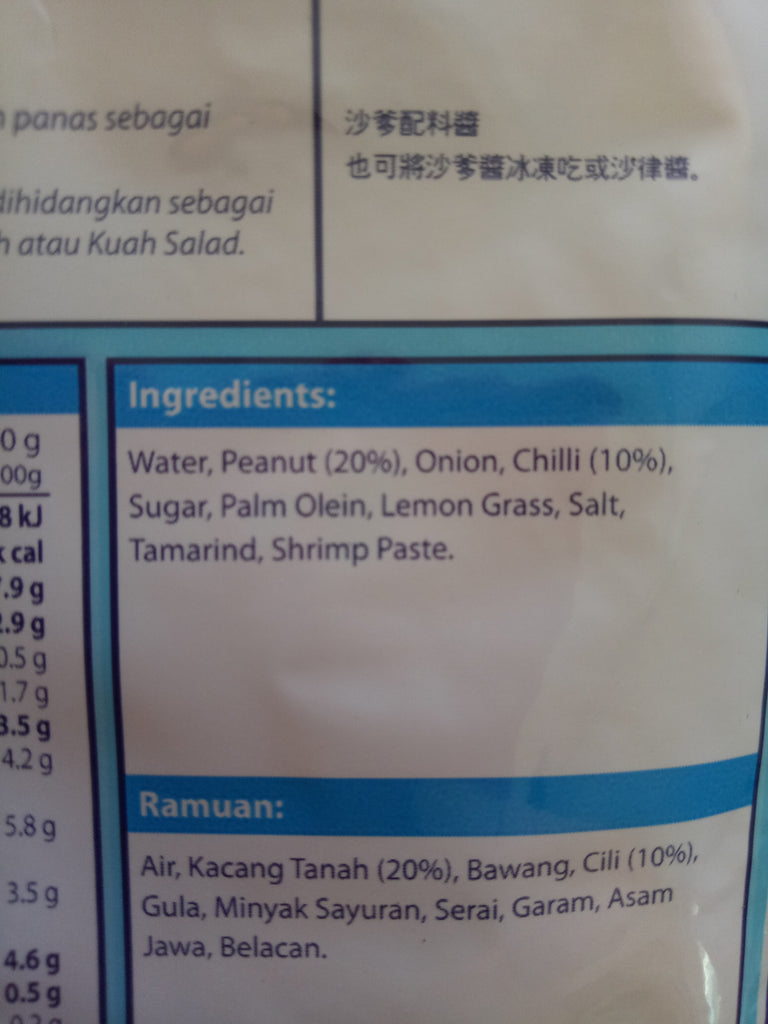 panas sebagai
dihidangkan sebagai
atau Kuah Salad.
沙爹配料醬
也可將沙爹醬冰凍吃或沙律醬。
0 g
00g
8 kJ
cal
.9 g
.9 g
0.5 g
1.7 g
3.5 g
4.2 g
5.8 g
3.5 g
4.6 g
0.5 g
Ingredients:
Water, Peanut (20%), Onion, Chilli (10%),
Sugar, Palm Olein, Lemon Grass, Salt,
Tamarind, Shrimp Paste.
Ramuan:
Air, Kacang Tanah (20%), Bawang, Cili (10%),
Gula, Minyak Sayuran, Serai, Garam, Asam
Jawa, Belacan.